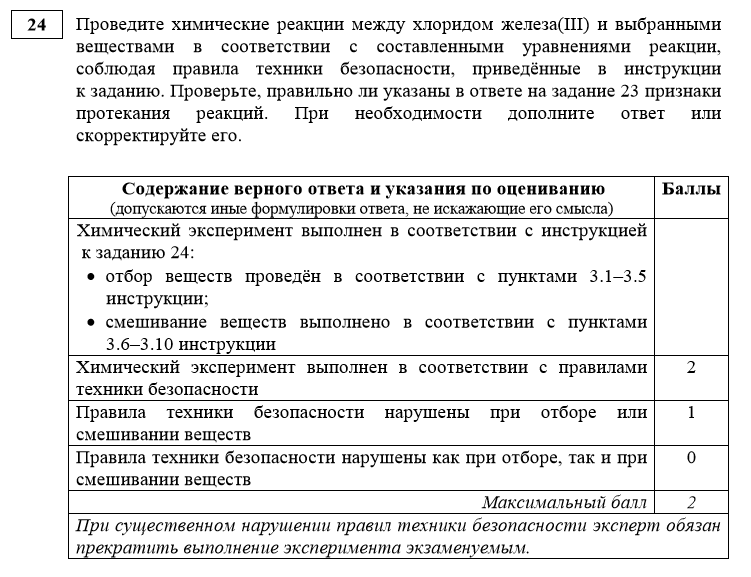 24
Проведите химические реакции между хлоридом железа(III) и выбранными
веществами в соответствии с составленными уравнениями реакции,
соблюдая правила техники безопасности, приведённые в инструкции
к заданию. Проверьте, правильно ли указаны в ответе на задание 23 признаки
протекания реакций. При необходимости дополните ответ или
скорректируйте его.
Содержание верного ответа и указания по оцениванию
Баллы
(допускаются иные формулировки ответа, не искажающие его смысла)
Химический эксперимент выполнен в соответствии с инструкцией
к заданию 24:
• отбор веществ проведён в соответствии с пунктами 3.1–3.5
инструкции;
• смешивание веществ выполнено в соответствии с пунктами
3.6–3.10 инструкции
Химический эксперимент выполнен в соответствии с правилами
техники безопасности
2
Правила техники безопасности нарушены при отборе или
смешивании веществ
1
Правила техники безопасности нарушены как при отборе, так и при
смешивании веществ
0
Максимальный балл
2
При существенном нарушении правил техники безопасности эксперт обязан
прекратить выполнение эксперимента экзаменуемым.